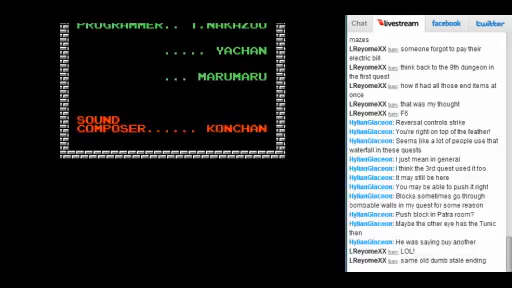 PROGRAMMER.. T.NAKAZOO
..... YACHAN
... MARUMARU
SOUND
COMPOSER...... KONCHAN
Chat livestream facebook twitter
mazes
LReyomeXX ban: someone forgot to pay their
electric bill
LReyomeXX ban: think back to the 9th dungeon in
the first quest
LReyomeXX ban: how it had all those end items at
once
LReyomeXX ban: that was my thought
LReyomeXX ban: F6
HylianGlaceon: Reversal controls strike
HylianGlaceon: You're right on top of the feather!
HylianGlaceon: Seems like a lot of people use that
waterfall in these quests
HylianGlaceon: I just mean in general
HylianGlaceon: I think the 3rd quest used it too
HylianGlaceon: It may still be here
HylianGlaceon: You may be able to push it right
HylianGlaceon: Blocks sometimes go through
bombable walls in my quest for some reason
HylianGlaceon: Push block in Patra room?
HylianGlaceon: Maybe the other eye has the Tunic
then
HylianGlaceon: He was saying buy another
LReyomeXX ban: LOL!
LReyomeXX ban: same old dumb stale ending